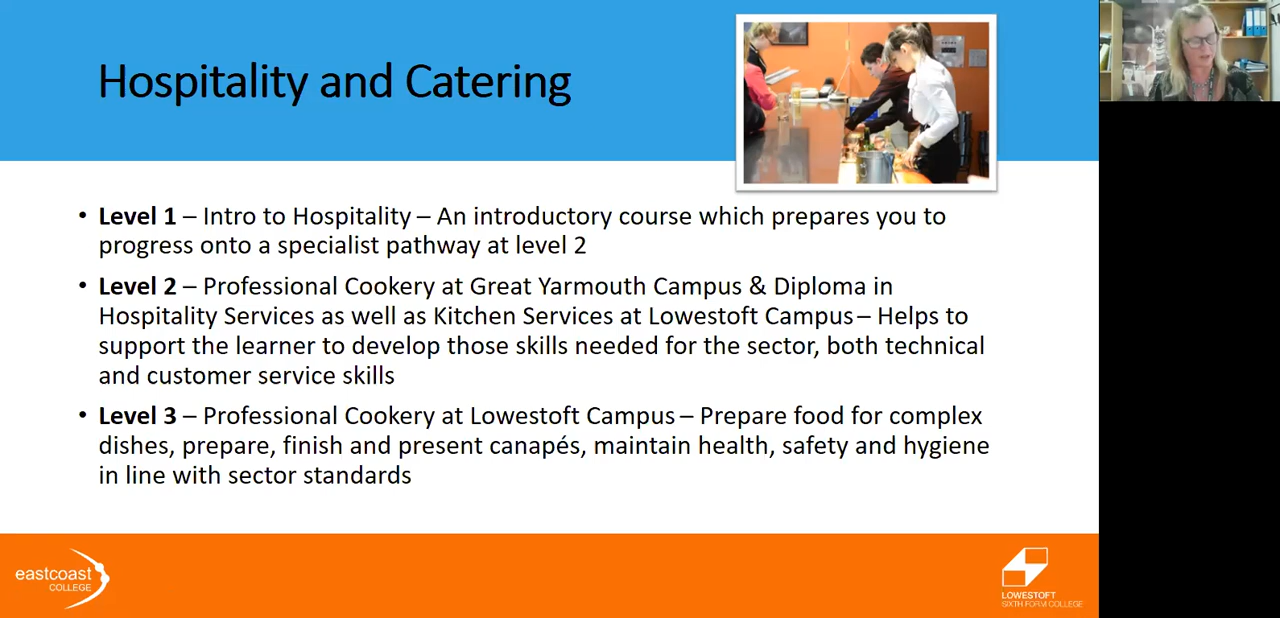 Hospitality and Catering
• Level 1 – Intro to Hospitality – An introductory course which prepares you to
progress onto a specialist pathway at level 2
• Level 2 – Professional Cookery at Great Yarmouth Campus & Diploma in
Hospitality Services as well as Kitchen Services at Lowestoft Campus – Helps to
support the learner to develop those skills needed for the sector, both technical
and customer service skills
• Level 3 – Professional Cookery at Lowestoft Campus – Prepare food for complex
dishes, prepare, finish and present canapés, maintain health, safety and hygiene
in line with sector standards
eastcoast
COLLEGE
LOWESTOFT
SIXTH FORM COLLEGE